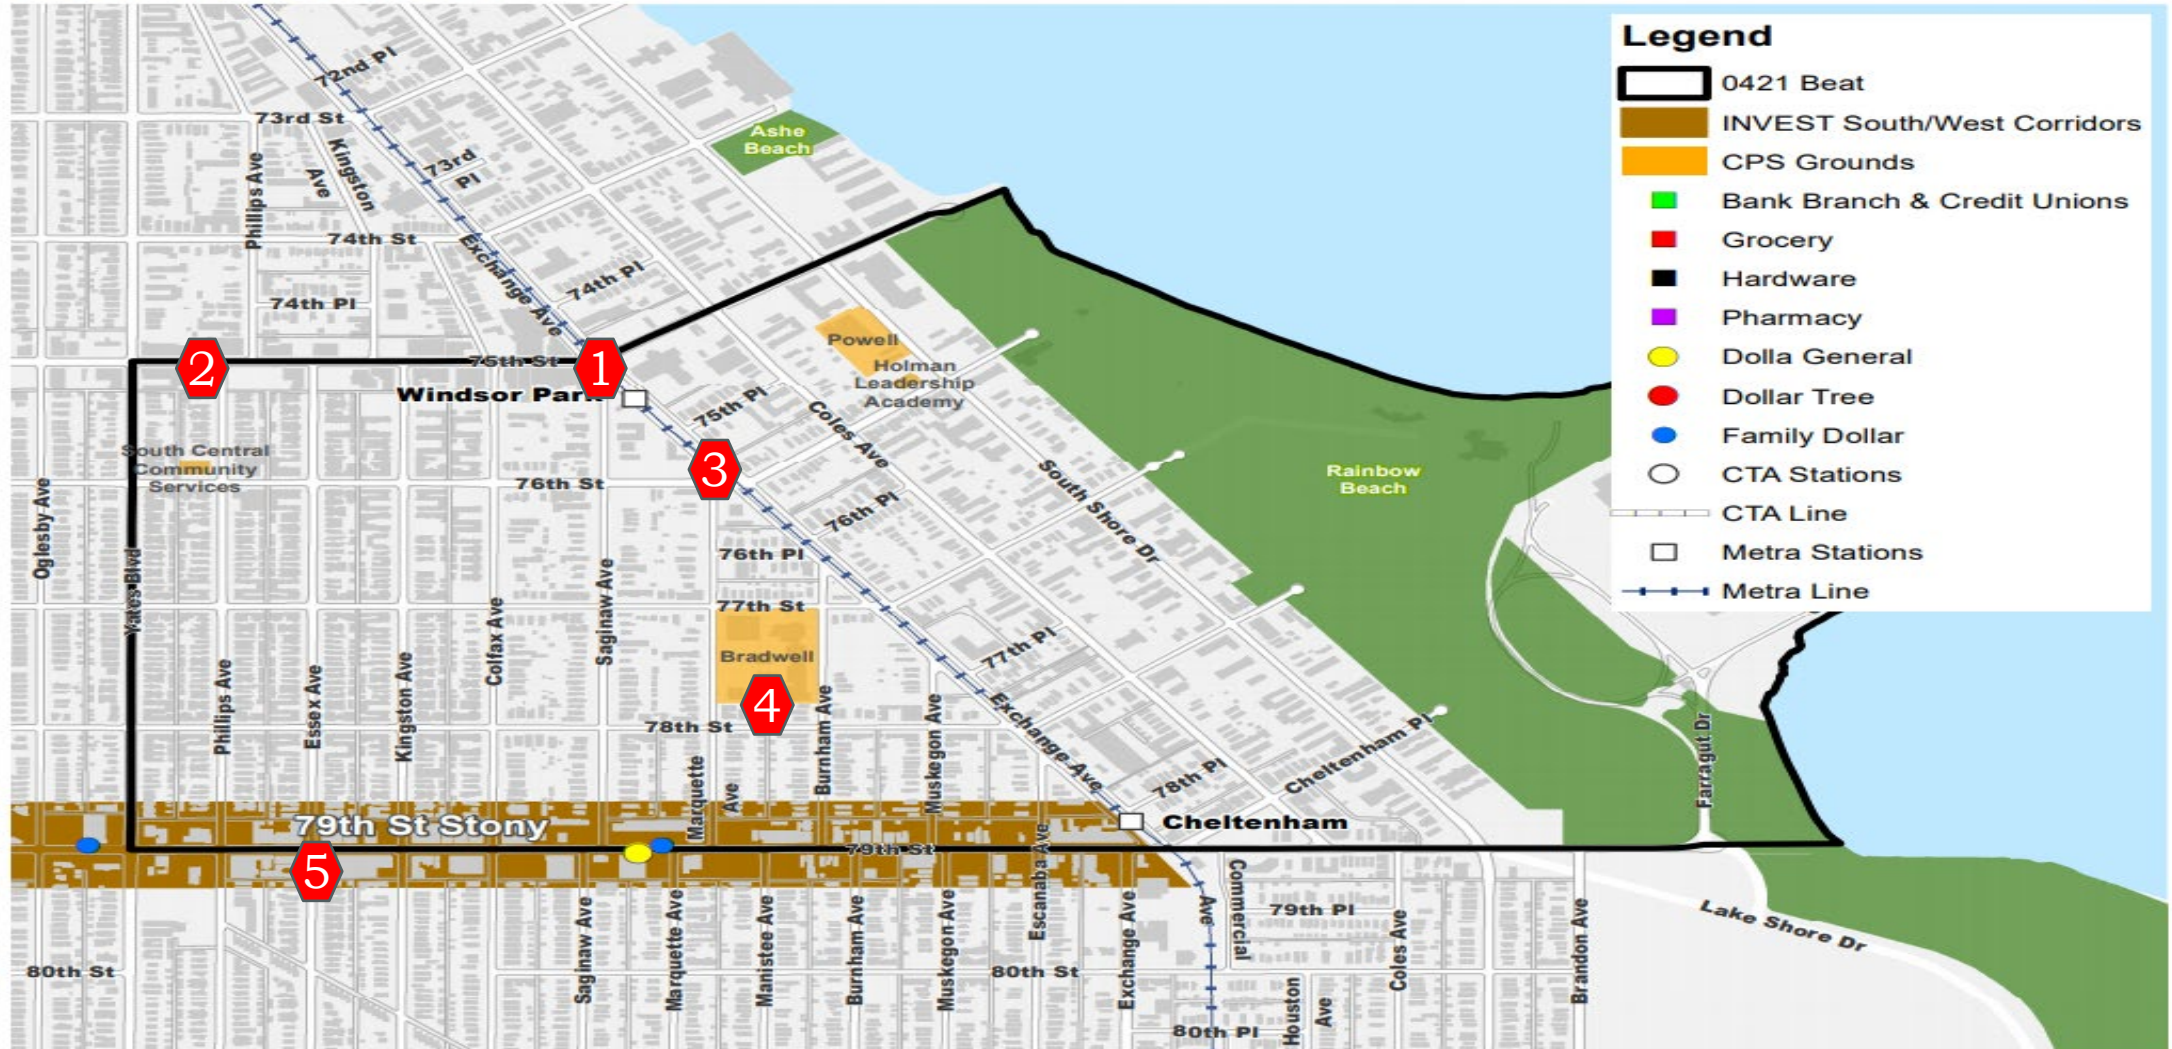 Legend
0421 Beat
INVEST South/West Corridors
CPS Grounds
Bank Branch & Credit Unions
Grocery
Hardware
Pharmacy
Dolla General
Dollar Tree
Family Dollar
CTA Stations
CTA Line
Metra Stations
Metra Line
72nd Pl
73rd St
Kingston
Ave
73rd
Pl
Phillips Ave
74th St
Exchange Ave
74th Pl
74th Pl
Ashe
Beach
2
75th St
1
Windsor Park
75th Pl
Powell
Holman
Leadership
Academy
Coles Ave
South Central
Community
Services
3
76th St
76th Pl
South Shore Dr
Rainbow
Beach
Oglesby Ave
Yates Blvd
76th Pl
77th St
Saginaw Ave
Colfax Ave
Bradwell
77th Pl
Phillips Ave
Essex Ave
Kingston Ave
4
78th St
Burnham Ave
Muskegon Ave
Exchange Ave
Marquette
Ave
78th Pl
Cheltenham Pl
Farragut Dr
79th St Stony
Cheltenham
79th St
5
Escanaba Ave
Commercial
Ave
Saginaw Ave
Marquette Ave
Manistee Ave
Burnham Ave
Muskegon Ave
Exchange Ave
79th Pl
Coles Ave
Brandon Ave
Lake Shore Dr
80th St
80th St
Houston
Ave
80th Pl